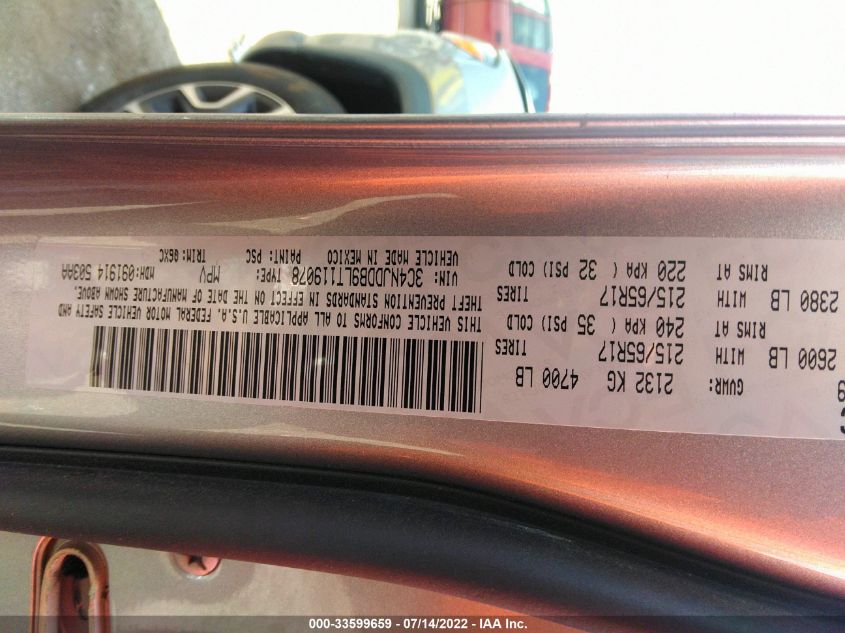 GVWR: 2132 KG 4700 LB
2600 LB WITH 215/65R17 TIRES
RIMS AT 240 KPA ( 35 PSI) COLD
2380 LB WITH 215/65R17 TIRES
RIMS AT 220 KPA ( 32 PSI) COLD
THIS VEHICLE CONFORMS TO ALL APPLICABLE U.S.A. FEDERAL MOTOR VEHICLE SAFETY AND
THEFT PREVENTION STANDARDS IN EFFECT ON THE DATE OF MANUFACTURE SHOWN ABOVE.
VIN: 3C4NJDDB9LT119078 TYPE: MPV MDH:091914 503AA
VEHICLE MADE IN MEXICO PAINT: PSC TRIM:G6XC
000-33599659 / 07/14/2022 - IAA Inc.